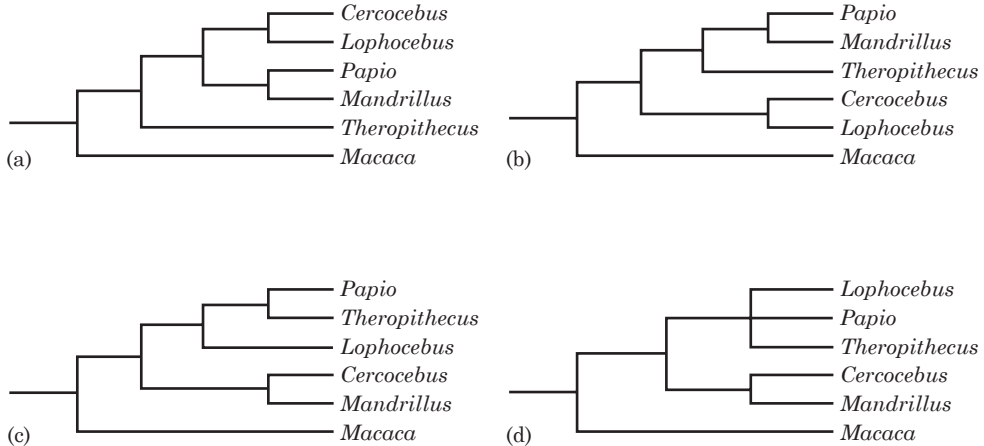 Cercocebus
Lophocebus
Papio
Mandrillus
Theropithecus
Macaca
(a)
Papio
Mandrillus
Theropithecus
Cercocebus
Lophocebus
Macaca
(b)
Papio
Theropithecus
Lophocebus
Cercocebus
Mandrillus
Macaca
(c)
Lophocebus
Papio
Theropithecus
Cercocebus
Mandrillus
Macaca
(d)